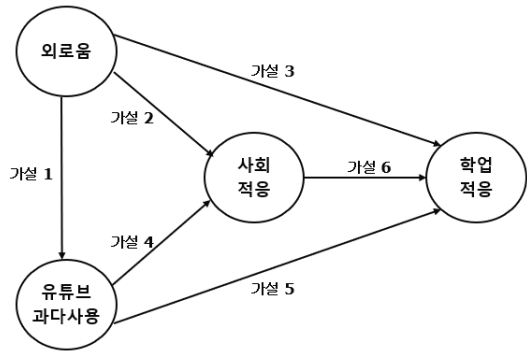 외로움
가설 3
가설 2
가설 1
사회
적응
가설 6
학업
적응
가설 4
유튜브
과다사용
가설 5